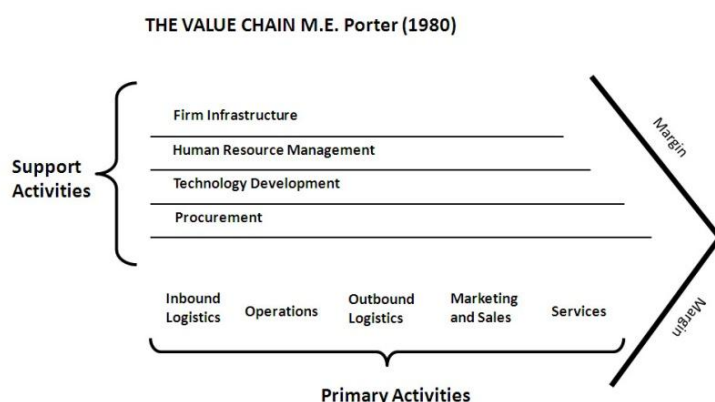 THE VALUE CHAIN M.E. Porter (1980)
Firm Infrastructure
Human Resource Management
Technology Development
Procurement
Support
Activities
Margin
Inbound
Logistics
Operations
Outbound
Logistics
Marketing
and Sales
Services
Margin
Primary Activities